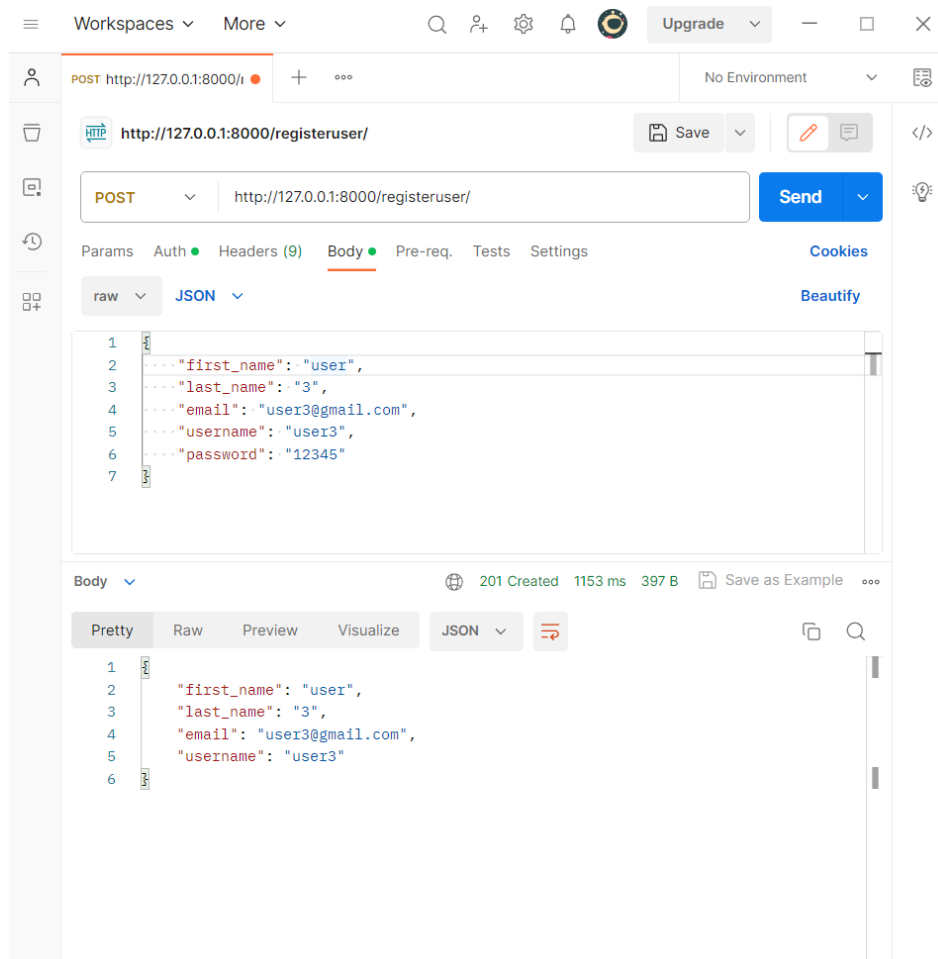 Workspaces More Upgrade
POST http://127.0.0.1:8000/r No Environment
HTTP http://127.0.0.1:8000/registeruser/ Save
POST http://127.0.0.1:8000/registeruser/ Send
Params Auth Headers (9) Body Pre-req. Tests Settings Cookies
raw JSON Beautify
1 {
2 "first_name": "user",
3 "last_name": "3",
4 "email": "user3@gmail.com",
5 "username": "user3",
6 "password": "12345"
7 }
Body 201 Created 1153 ms 397 B Save as Example
Pretty Raw Preview Visualize JSON
1 {
2 "first_name": "user",
3 "last_name": "3",
4 "email": "user3@gmail.com",
5 "username": "user3"
6 }